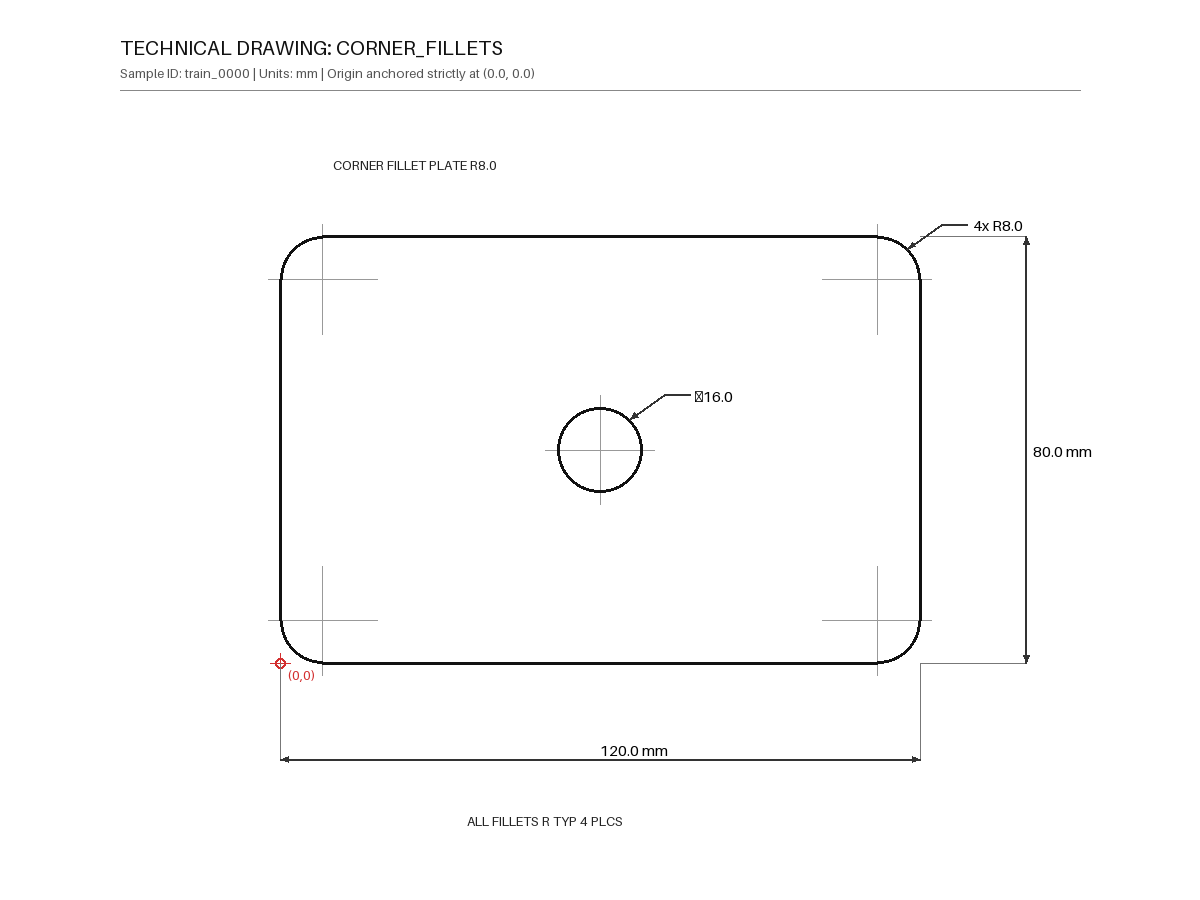 TECHNICAL DRAWING: CORNER_FILLETS
Sample ID: train_0000 | Units: mm | Origin anchored strictly at (0.0, 0.0)
CORNER FILLET PLATE R8.0
4x R8.0
16.0
80.0 mm
(0,0)
120.0 mm
ALL FILLETS R TYP 4 PLCS